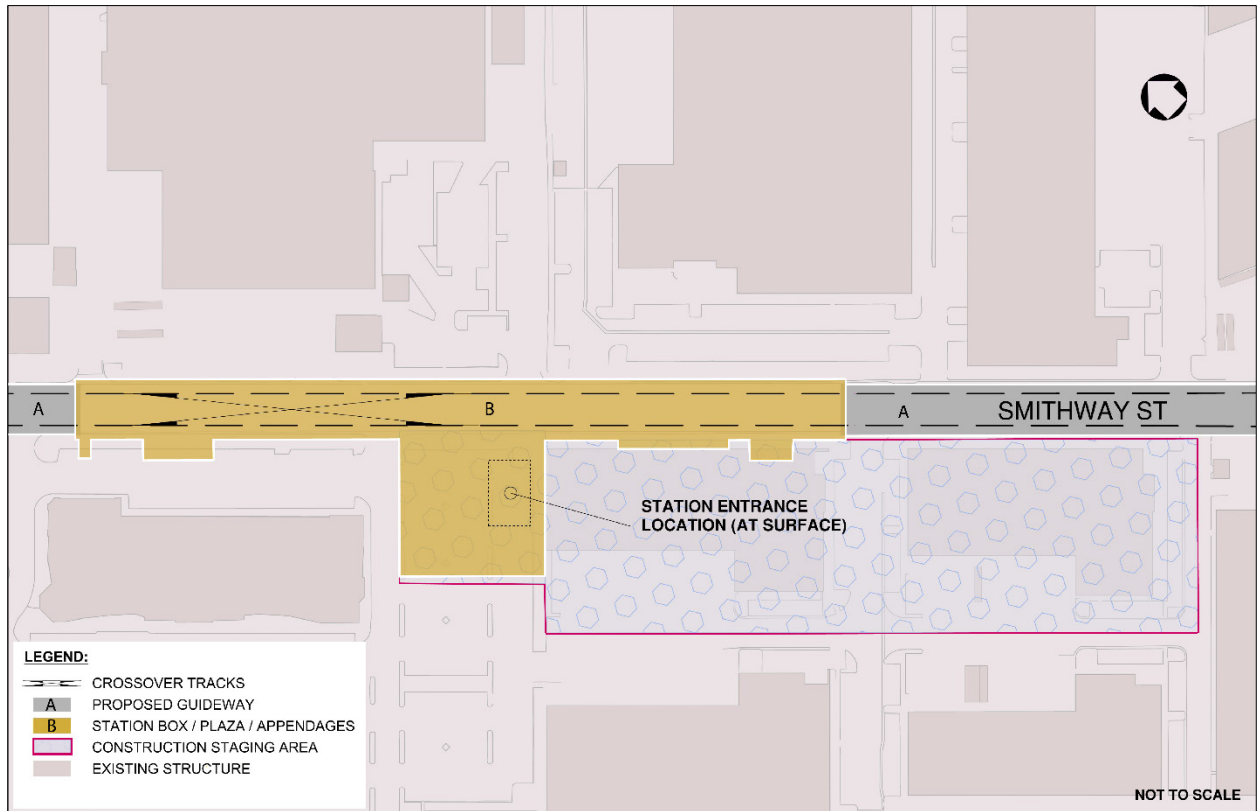 A
B
A
SMITHWAY ST
STATION ENTRANCE
LOCATION (AT SURFACE)
LEGEND:
CROSSOVER TRACKS
A PROPOSED GUIDEWAY
B STATION BOX / PLAZA / APPENDAGES
CONSTRUCTION STAGING AREA
EXISTING STRUCTURE
NOT TO SCALE